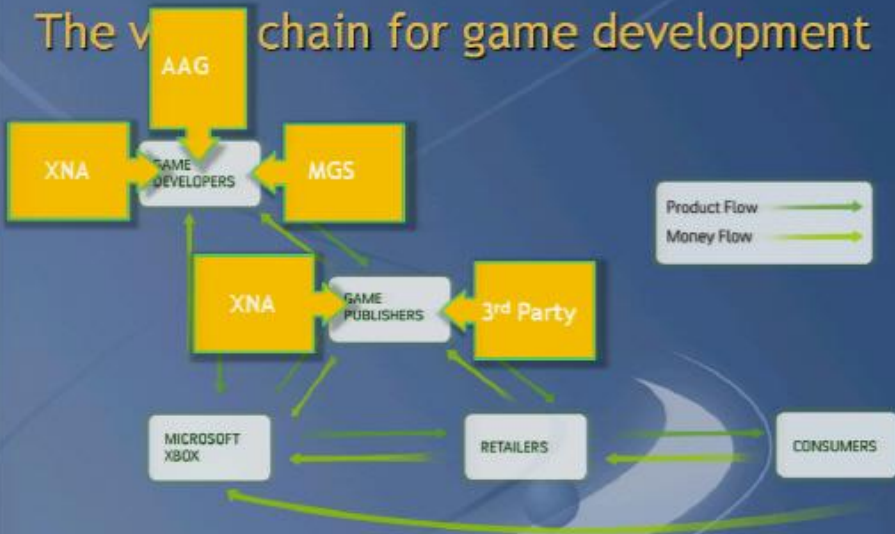 The v chain for game development
AAG
XNA
GAME
DEVELOPERS
MGS
Product Flow
Money Flow
XNA
GAME
PUBLISHERS
3rd Party
MICROSOFT
XBOX
RETAILERS
CONSUMERS